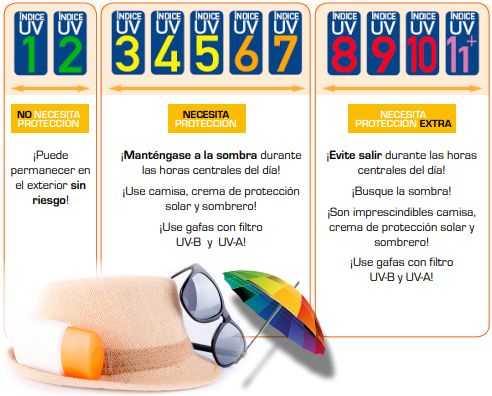 ÍNDICE UV 1
ÍNDICE UV 2
ÍNDICE UV 3
ÍNDICE UV 4
ÍNDICE UV 5
ÍNDICE UV 6
ÍNDICE UV 7
ÍNDICE UV 8
ÍNDICE UV 9
ÍNDICE UV 10
ÍNDICE UV 11+
NO NECESITA
PROTECCIÓN
¡Puede
permanecer en
el exterior sin
riesgo!
NECESITA
PROTECCIÓN
¡Manténgase a la sombra durante
las horas centrales del día!
¡Use camisa, crema de protección
solar y sombrero!
¡Use gafas con filtro
UV-B y UV-A!
NECESITA
PROTECCIÓN EXTRA
¡Evite salir durante las horas
centrales del día!
¡Busque la sombra!
¡Son imprescindibles camisa,
crema de protección solar y
sombrero!
¡Use gafas con filtro
UV-B y UV-A!